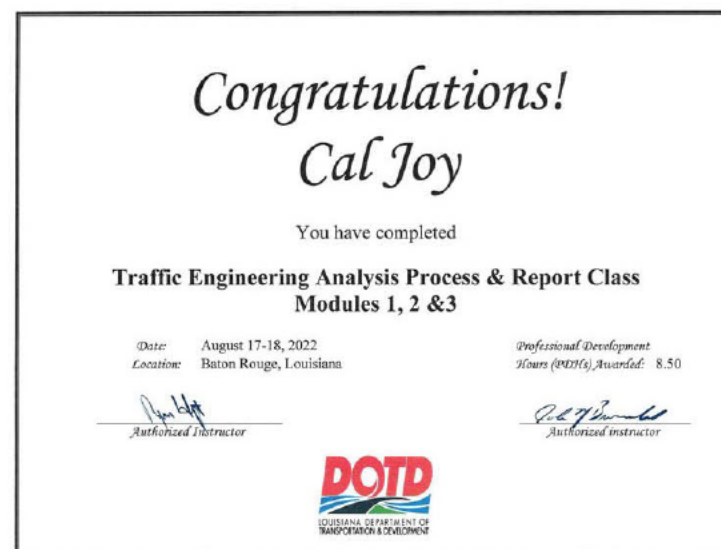 Congratulations!
Cal Joy
You have completed
Traffic Engineering Analysis Process & Report Class
Modules 1, 2 &3
Date: August 17-18, 2022
Location: Baton Rouge, Louisiana
Professional Development
Hours (PDHs) Awarded: 8.50
Authorized Instructor
Authorized instructor
DOTD
LOUISIANA DEPARTMENT OF
TRANSPORTATION & DEVELOPMENT